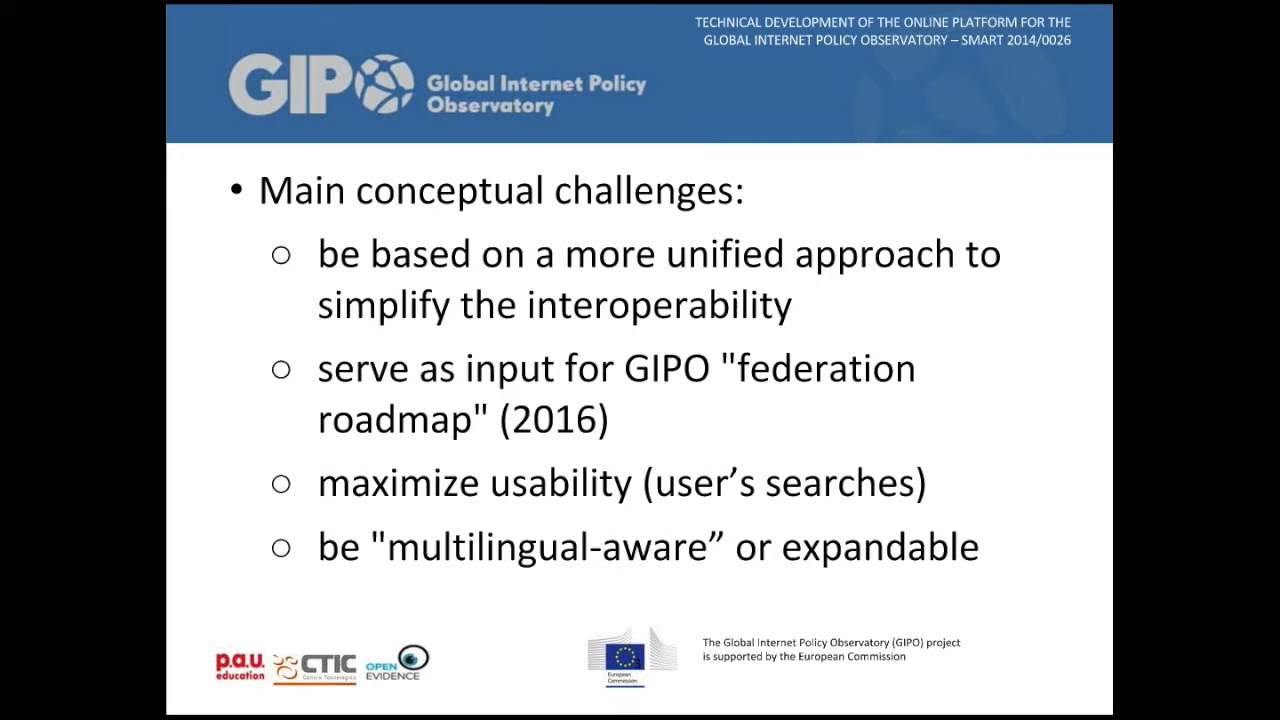 TECHNICAL DEVELOPMENT OF THE ONLINE PLATFORM FOR THE
GLOBAL INTERNET POLICY OBSERVATORY – SMART 2014/0026
GIPO Global Internet Policy
Observatory
• Main conceptual challenges:
○ be based on a more unified approach to
simplify the interoperability
○ serve as input for GIPO "federation
roadmap" (2016)
○ maximize usability (user’s searches)
○ be "multilingual-aware” or expandable
p.a.u.
education
CTIC
Centro Tecnológico
OPEN
EVIDENCE
European
Commission
The Global Internet Policy Observatory (GIPO) project
is supported by the European Commission